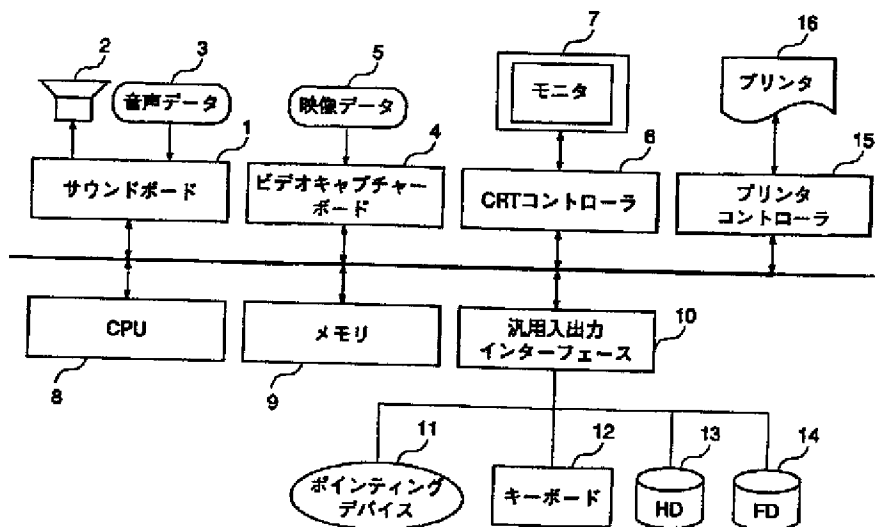 2
3
5
7
16
音声データ
映像データ
モニタ
プリンタ
1
4
6
15
サウンドボード
ビデオキャプチャー
ボード
CRTコントローラ
プリンタ
コントローラ
CPU
メモリ
汎用入出力
インターフェース
10
8
9
11
12
13
14
ポインティング
デバイス
キーボード
HD
FD